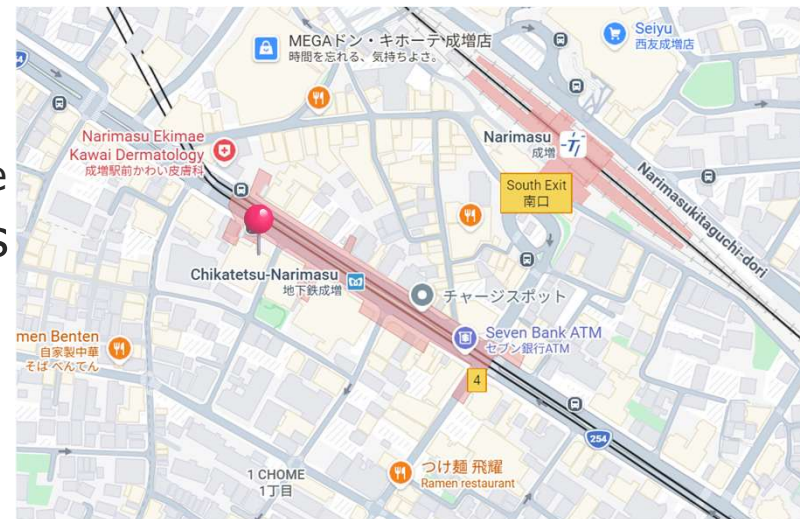 MEGAドン・キホーテ 成増店
時間を忘れる、気持ちよさ。
Seiyu
西友成増店
Narimasu Ekimae
Kawai Dermatology
成増駅前かわい皮膚科
Narimasu
成増
South Exit
南口
Narimasukitaguchi-dori
e
s
Chikatetsu-Narimasu
地下鉄成増
チャージスポット
men Benten
自家製中華
そば べんてん
Seven Bank ATM
セブン銀行ATM
4
254
1 CHOME
1丁目
つけ麺 飛耀
Ramen restaurant